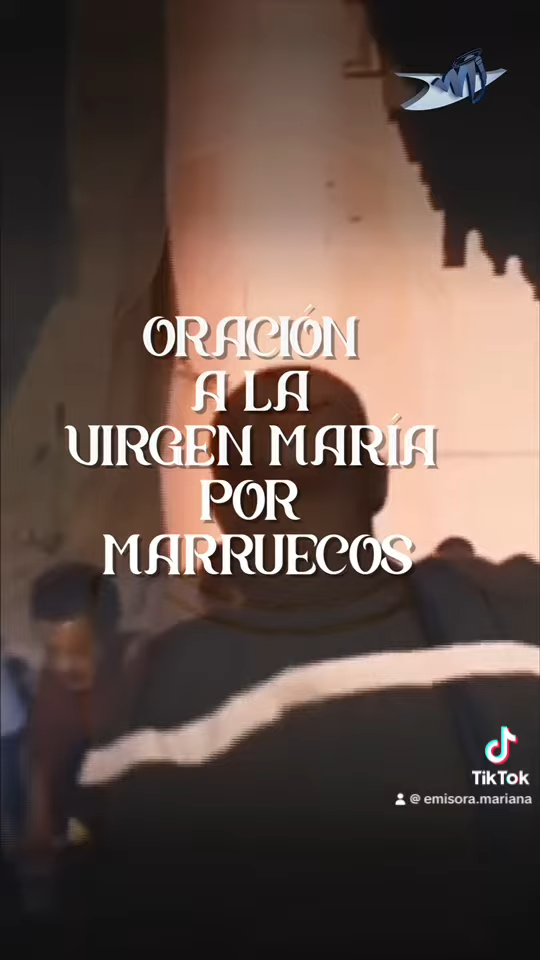 ORACIÓN
A LA
VIRGEN MARÍA
POR
MARRUECOS
TikTok
@ emisora.mariana